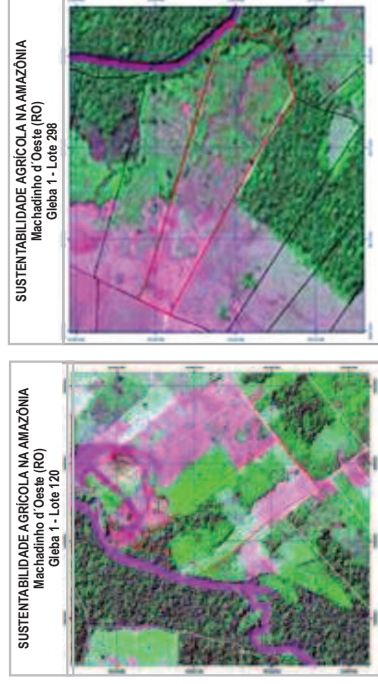 SUSTENTABILIDADE AGRÍCOLA NA AMAZÔNIA
Machadinho d´Oeste (RO)
Gleba 1 - Lote 120
SUSTENTABILIDADE AGRÍCOLA NA AMAZÔNIA
Machadinho d´Oeste (RO)
Gleba 1 - Lote 298